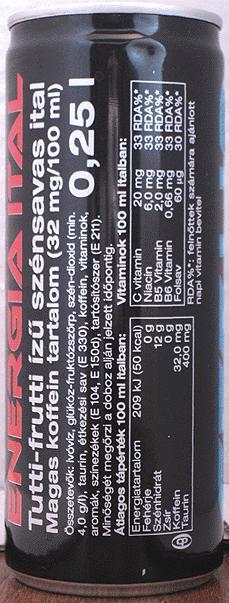 ENERGIA ITAL
Tutti-frutti ízű szénsavas ital
Magas koffein tartalom (32 mg/100 ml)
0,25 l
Összetevők: ivóvíz, glükóz-fruktózszörp, szén-dioxid (min.
4,0 g/l), taurin, étkezési sav (E 330), koffein, vitaminok,
aromák, színezékek (E 104, E 150d), tartósítószer (E 211).
Minőségét megőrzi a doboz alján jelzett időpontig.
Átlagos tápérték 100 ml italban:
Energiatartalom 209 kJ (50 kcal)
Fehérje 0 g
Szénhidrát 12 g
Zsír 0 g
Koffein 32,0 mg
Taurin 400 mg
Vitaminok 100 ml italban:
C vitamin 20 mg 33 RDA%*
Niacin 6,0 mg 33 RDA%*
B5 Vitamin 2,0 mg 33 RDA%*
B6 Vitamin 0,66 mg 33 RDA%*
Folsav 60 µg 30 RDA%*
RDA%*: felnőttek számára ajánlott
napi vitamin bevitel